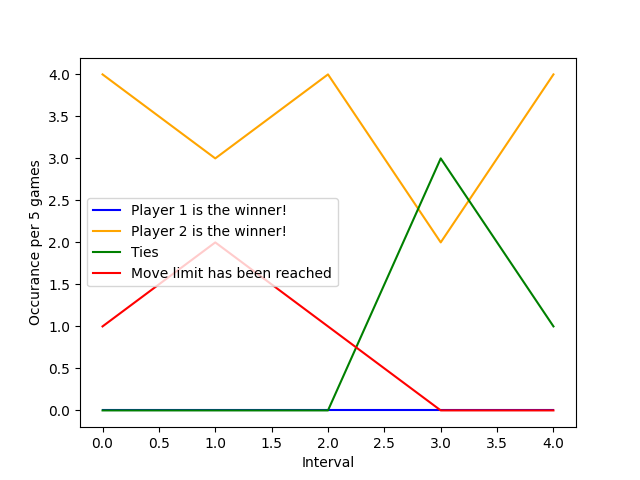 4.0
3.5
3.0
2.5
2.0
1.5
1.0
0.5
0.0
Occurance per 5 games
Player 1 is the winner!
Player 2 is the winner!
Ties
Move limit has been reached
0.0 0.5 1.0 1.5 2.0 2.5 3.0 3.5 4.0
Interval